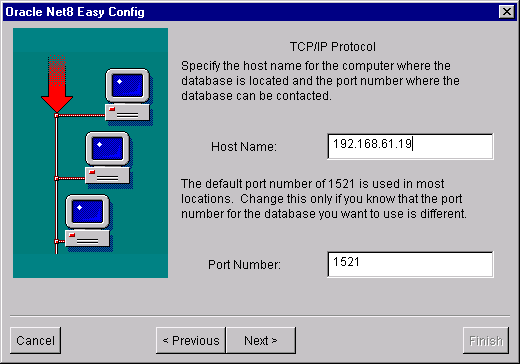 Oracle Net8 Easy Config
TCP/IP Protocol
Specify the host name for the computer where the
database is located and the port number where the
database can be contacted.
Host Name: 192.168.61.19
The default port number of 1521 is used in most
locations. Change this only if you know that the port
number for the database you want to use is different.
Port Number: 1521
Cancel < Previous Next > Finish